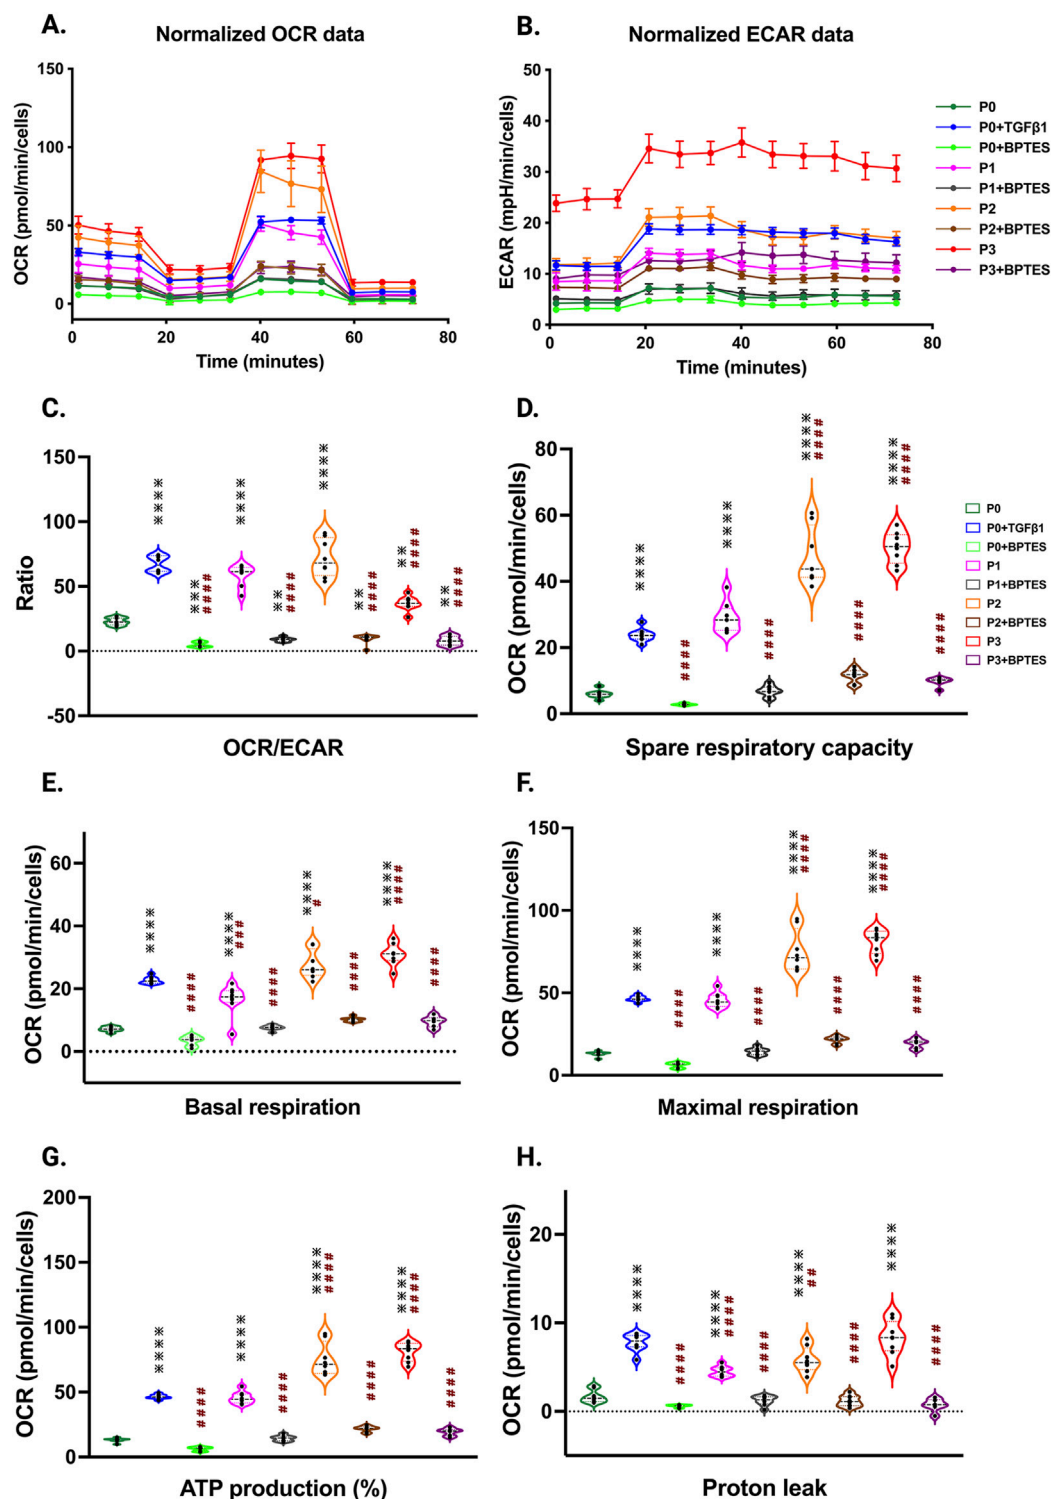 A.
Normalized OCR data
150
100
50
0
OCR (pmol/min/cells)
0
20
40
60
80
Time (minutes)
B.
Normalized ECAR data
50
40
30
20
10
0
ECAR (mpH/min/cells)
0
20
40
60
80
Time (minutes)
P0
P0+TGFβ1
P0+BPTES
P1
P1+BPTES
P2
P2+BPTES
P3
P3+BPTES
C.
150
100
50
0
-50
Ratio
****
***
####
****
**
####
****
**
####
**
####
**
####
OCR/ECAR
D.
80
60
40
20
0
OCR (pmol/min/cells)
****
####
****
####
****
####
####
****
####
####
Spare respiratory capacity
P0
P0+TGFβ1
P0+BPTES
P1
P1+BPTES
P2
P2+BPTES
P3
P3+BPTES
E.
60
40
20
0
OCR (pmol/min/cells)
****
####
****
###
####
****
#
####
****
####
####
Basal respiration
F.
150
100
50
0
OCR (pmol/min/cells)
****
####
****
####
****
####
####
****
####
####
Maximal respiration
G.
200
150
100
50
0
OCR (pmol/min/cells)
****
####
****
####
****
####
####
****
####
####
ATP production (%)
H.
20
10
0
OCR (pmol/min/cells)
****
####
****
####
####
****
##
####
****
####
Proton leak